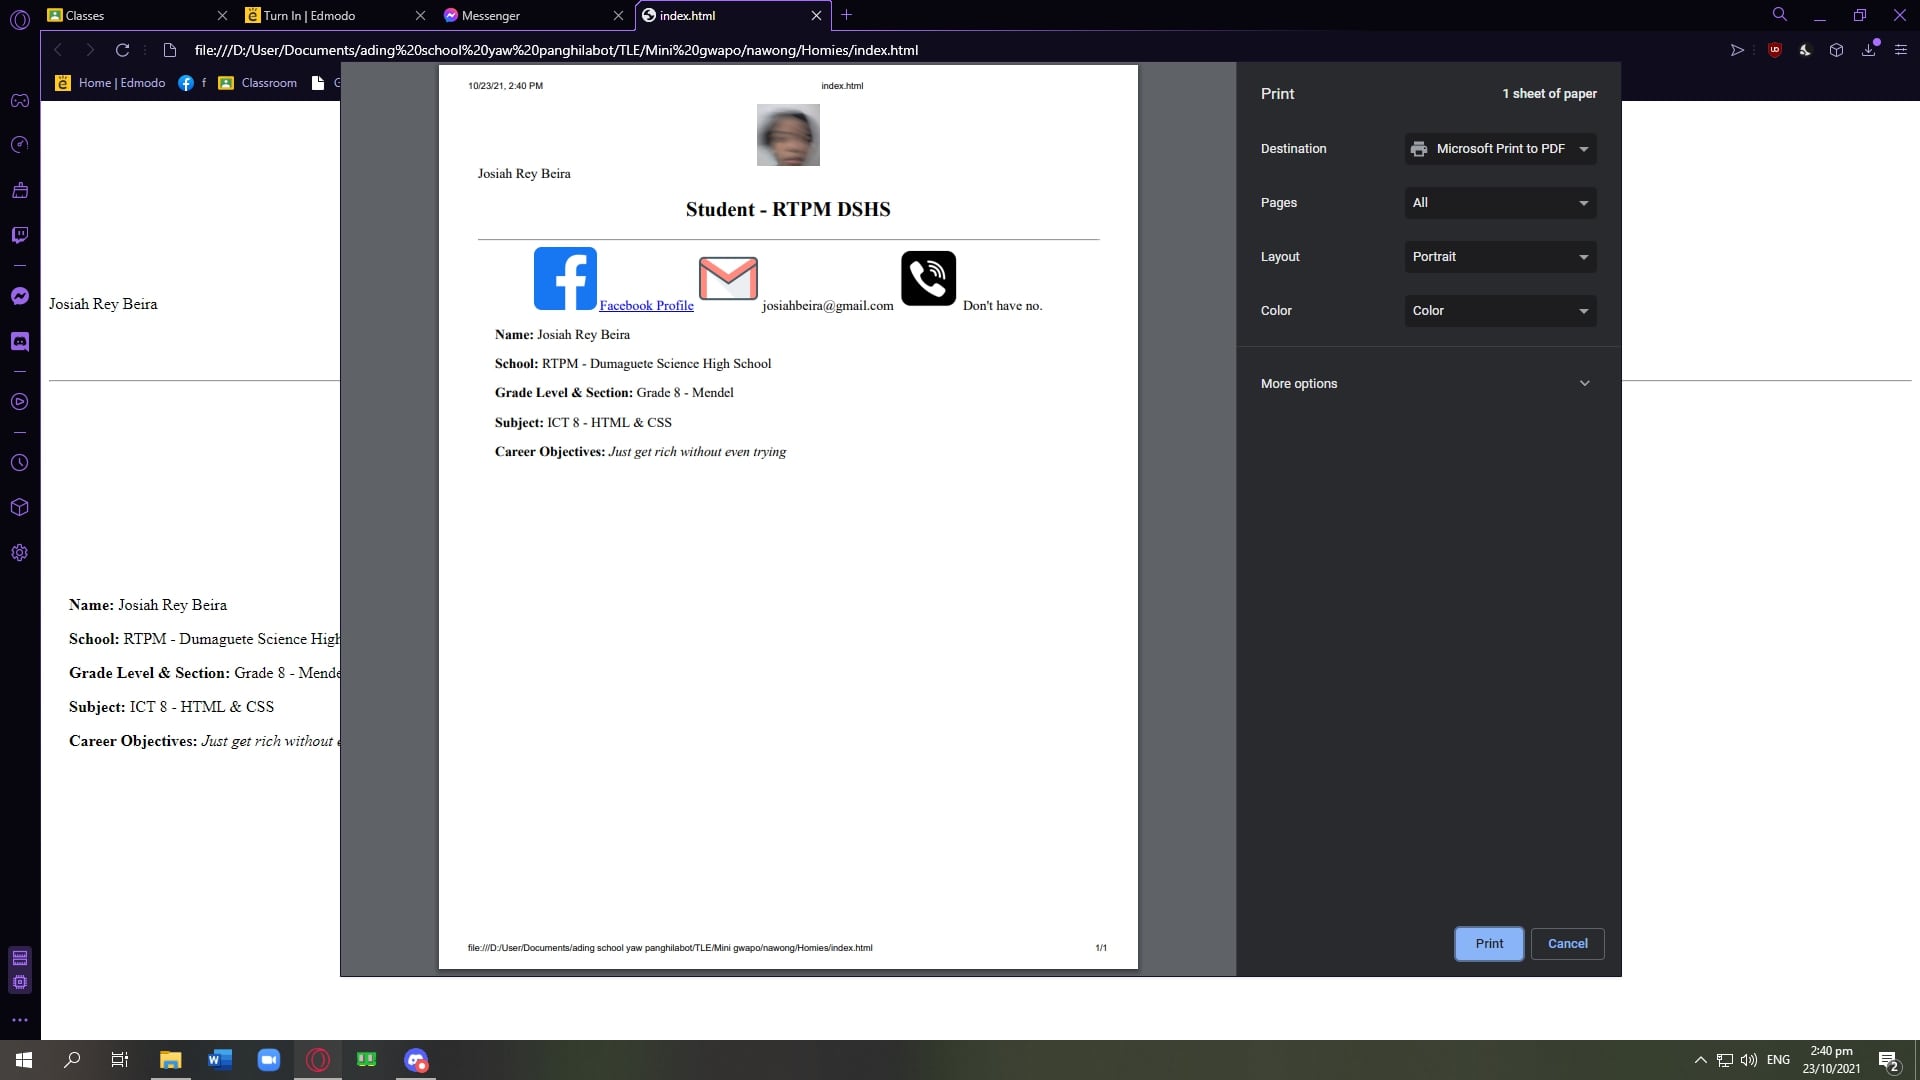 Classes
Turn In | Edmodo
Messenger
index.html
file:///D:/User/Documents/ading%20school%20yaw%20panghilabot/TLE/Mini%20gwapo/nawong/Homies/index.html
Home | Edmodo
f
Classroom
G
Josiah Rey Beira
Name: Josiah Rey Beira
School: RTPM - Dumaguete Science High
Grade Level & Section: Grade 8 - Mende
Subject: ICT 8 - HTML & CSS
Career Objectives: Just get rich without e
10/23/21, 2:40 PM
index.html
Josiah Rey Beira
Student - RTPM DSHS
Facebook Profile
josiahbeira@gmail.com
Don't have no.
Name: Josiah Rey Beira
School: RTPM - Dumaguete Science High School
Grade Level & Section: Grade 8 - Mendel
Subject: ICT 8 - HTML & CSS
Career Objectives: Just get rich without even trying
file:///D:/User/Documents/ading school yaw panghilabot/TLE/Mini gwapo/nawong/Homies/index.html
1/1
Print
1 sheet of paper
Destination
Microsoft Print to PDF
Pages
All
Layout
Portrait
Color
Color
More options
Print
Cancel
ENG
2:40 pm
23/10/2021
2